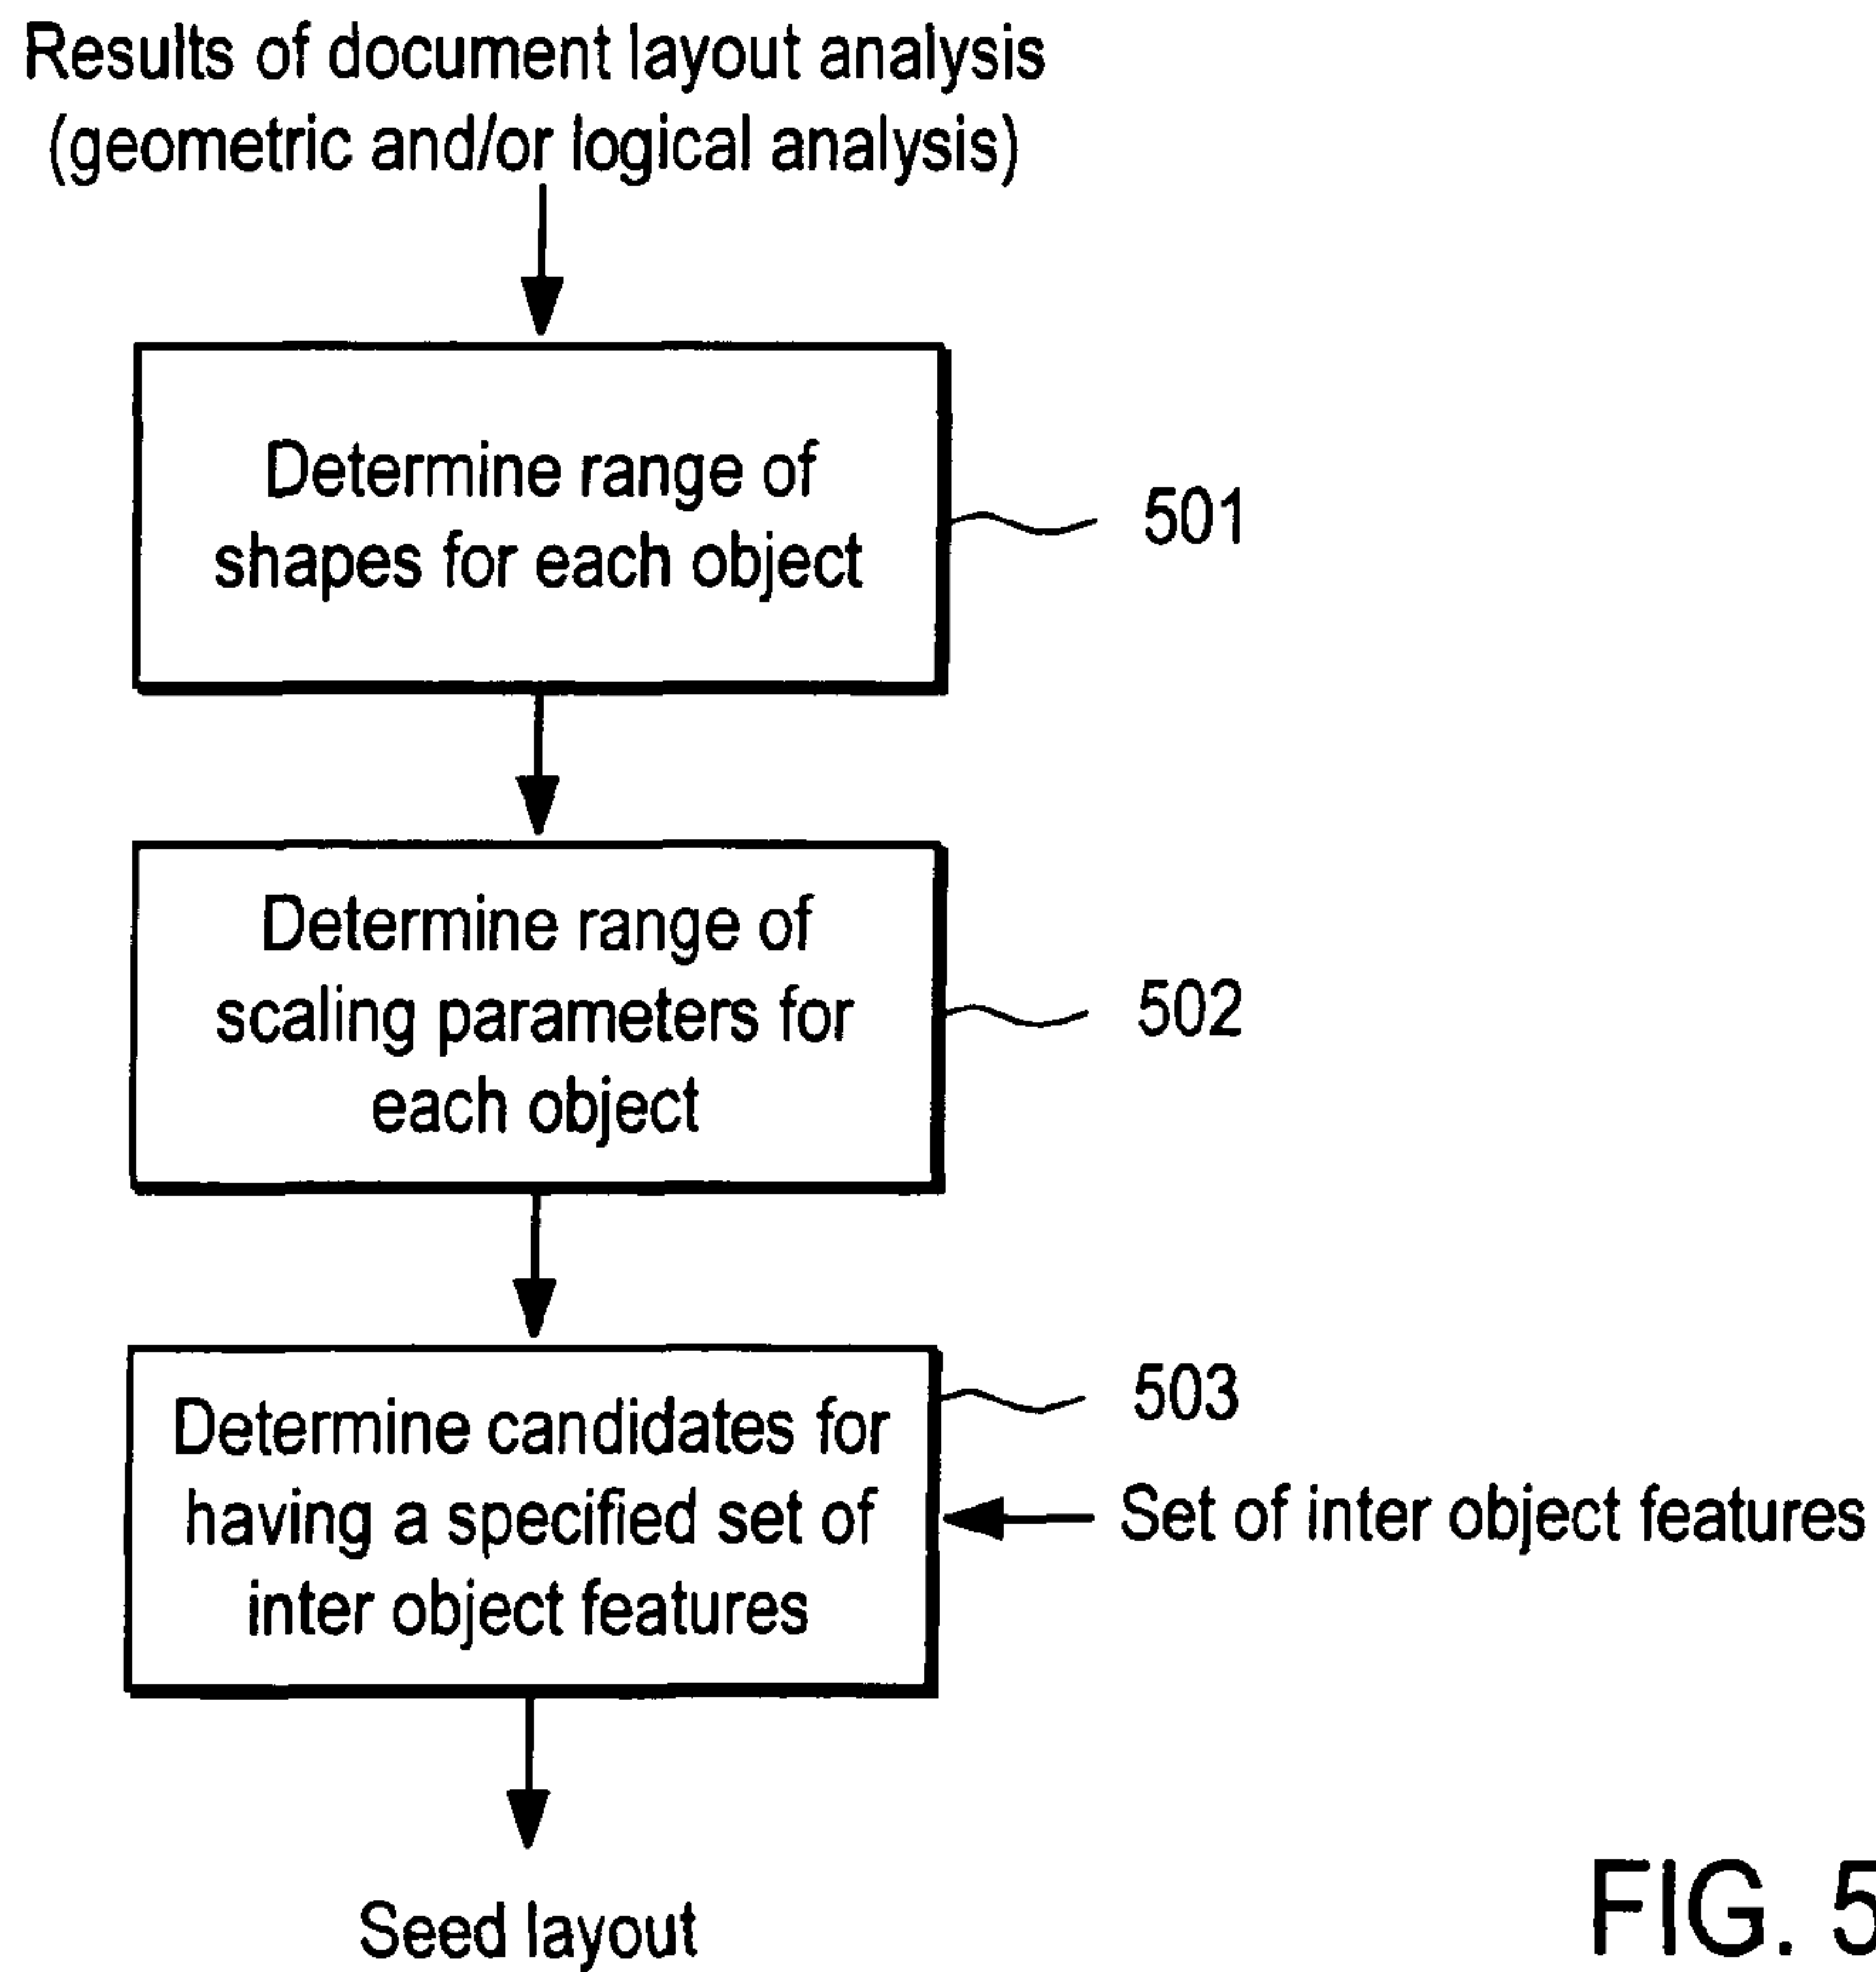 Results of document layout analysis
(geometric and/or logical analysis)
Determine range of
shapes for each object
501
Determine range of
scaling parameters for
each object
502
Determine candidates for
having a specified set of
inter object features
503
Set of inter object features
Seed layout
FIG. 5